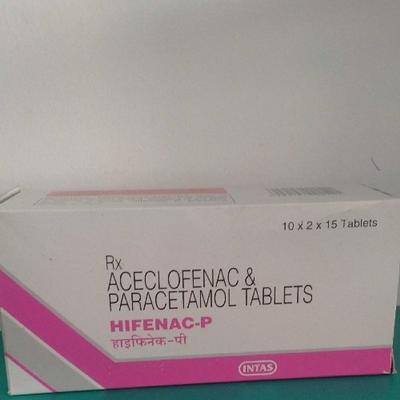 10 x 2 x 15 Tablets
Rx
ACECLOFENAC &
PARACETAMOL TABLETS
HIFENAC-P
हाइफिनेक-पी
INTAS